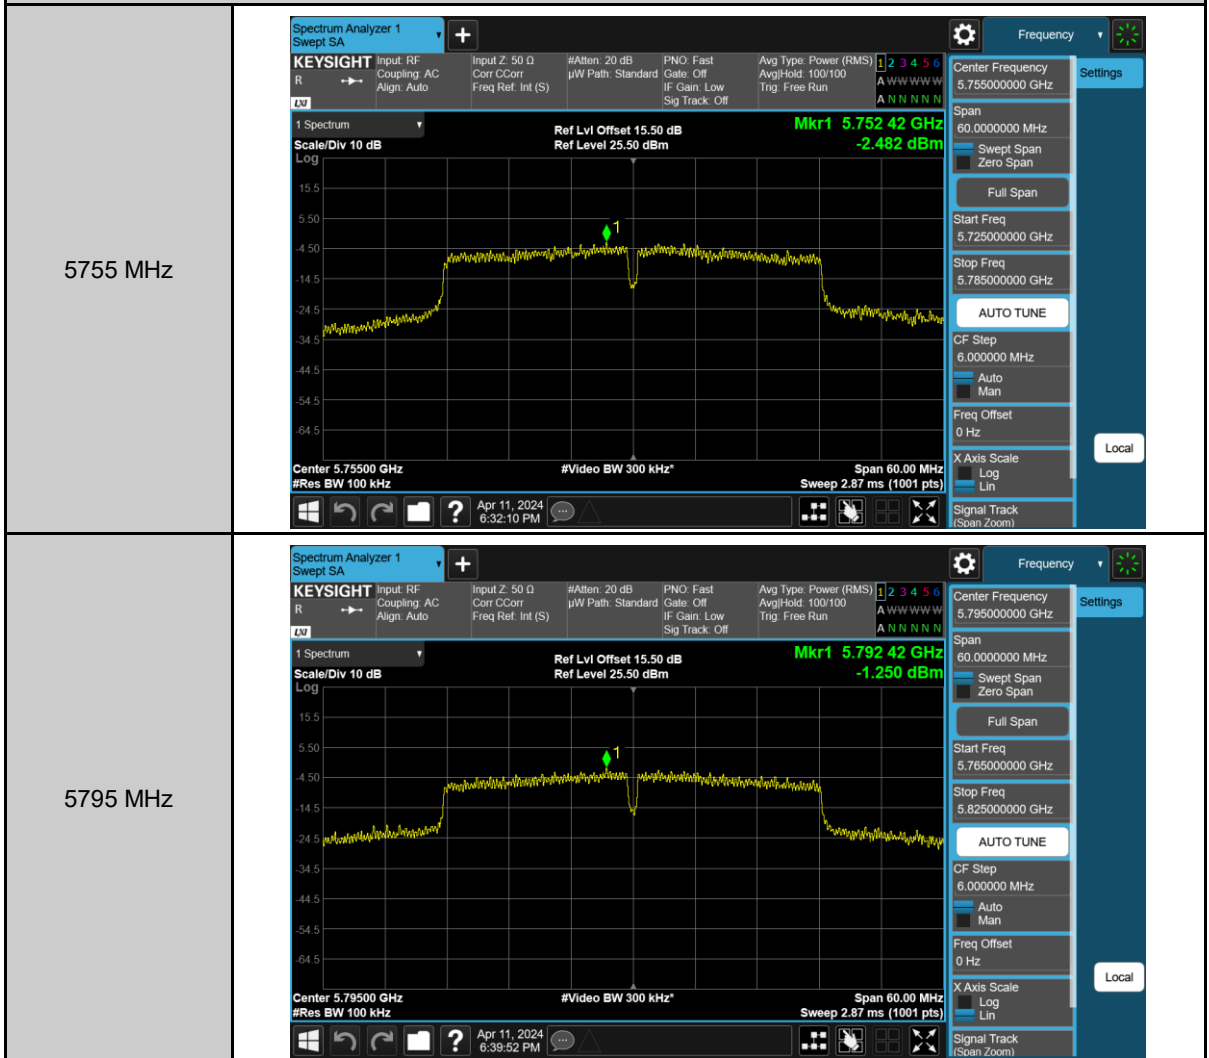 5755 MHz
Spectrum Analyzer 1
Swept SA
+
Frequency
KEYSIGHT
R
LXI
Input: RF
Coupling: AC
Align: Auto
Input Z: 50 Ω
Corr CCorr
Freq Ref: Int (S)
#Atten: 20 dB
µW Path: Standard
PNO: Fast
Gate: Off
IF Gain: Low
Sig Track: Off
Avg Type: Power (RMS)
Avg|Hold: 100/100
Trig: Free Run
1 2 3 4 5 6
A W W W W W
A N N N N N
1 Spectrum
Scale/Div 10 dB
Log
Ref Lvl Offset 15.50 dB
Ref Level 25.50 dBm
Mkr1 5.752 42 GHz
-2.482 dBm
15.5
5.50
-4.50
-14.5
-24.5
-34.5
-44.5
-54.5
-64.5
1
Center 5.75500 GHz
#Res BW 100 kHz
#Video BW 300 kHz*
Span 60.00 MHz
Sweep 2.87 ms (1001 pts)
?
Apr 11, 2024
6:32:10 PM
Center Frequency
5.755000000 GHz
Span
60.0000000 MHz
Swept Span
Zero Span
Full Span
Start Freq
5.725000000 GHz
Stop Freq
5.785000000 GHz
AUTO TUNE
CF Step
6.000000 MHz
Auto
Man
Freq Offset
0 Hz
X Axis Scale
Log
Lin
Signal Track
(Span Zoom)
Settings
Local
5795 MHz
Spectrum Analyzer 1
Swept SA
+
Frequency
KEYSIGHT
R
LXI
Input: RF
Coupling: AC
Align: Auto
Input Z: 50 Ω
Corr CCorr
Freq Ref: Int (S)
#Atten: 20 dB
µW Path: Standard
PNO: Fast
Gate: Off
IF Gain: Low
Sig Track: Off
Avg Type: Power (RMS)
Avg|Hold: 100/100
Trig: Free Run
1 2 3 4 5 6
A W W W W W
A N N N N N
1 Spectrum
Scale/Div 10 dB
Log
Ref Lvl Offset 15.50 dB
Ref Level 25.50 dBm
Mkr1 5.792 42 GHz
-1.250 dBm
15.5
5.50
-4.50
-14.5
-24.5
-34.5
-44.5
-54.5
-64.5
1
Center 5.79500 GHz
#Res BW 100 kHz
#Video BW 300 kHz*
Span 60.00 MHz
Sweep 2.87 ms (1001 pts)
?
Apr 11, 2024
6:39:52 PM
Center Frequency
5.795000000 GHz
Span
60.0000000 MHz
Swept Span
Zero Span
Full Span
Start Freq
5.765000000 GHz
Stop Freq
5.825000000 GHz
AUTO TUNE
CF Step
6.000000 MHz
Auto
Man
Freq Offset
0 Hz
X Axis Scale
Log
Lin
Signal Track
(Span Zoom)
Settings
Local